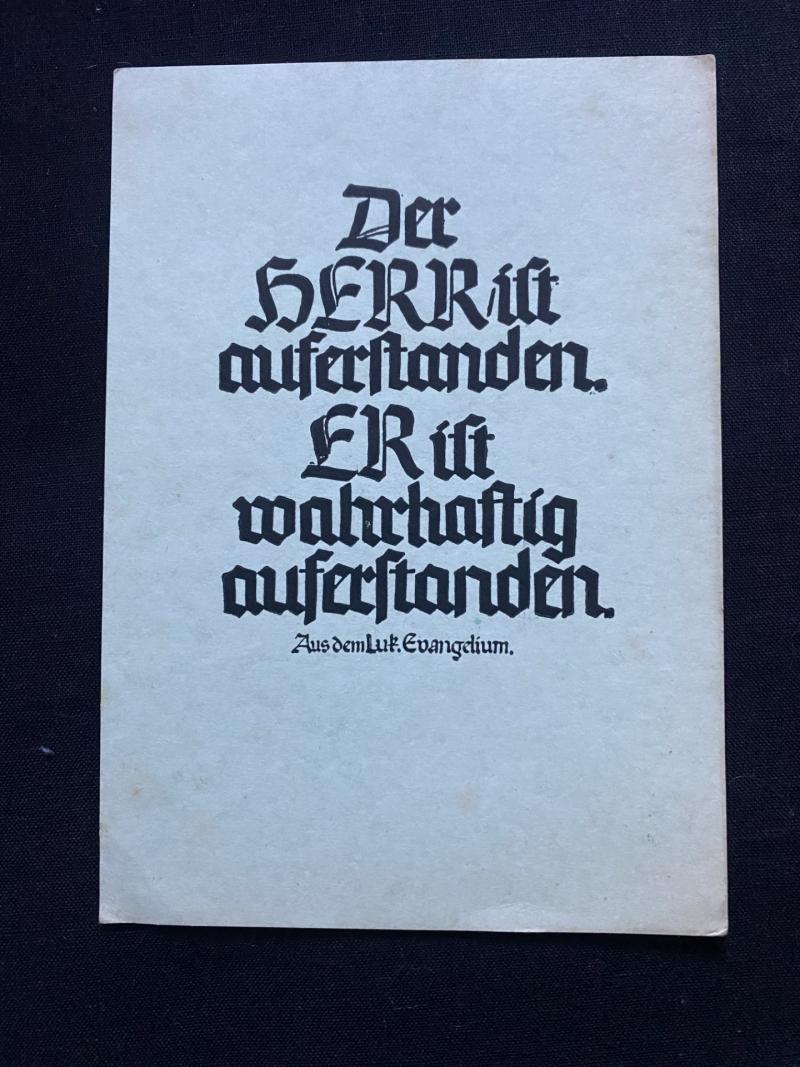 Der
HERR ist
auferstanden.
ER ist
wahrhaftig
auferstanden.
Aus dem Luk. Evangelium.